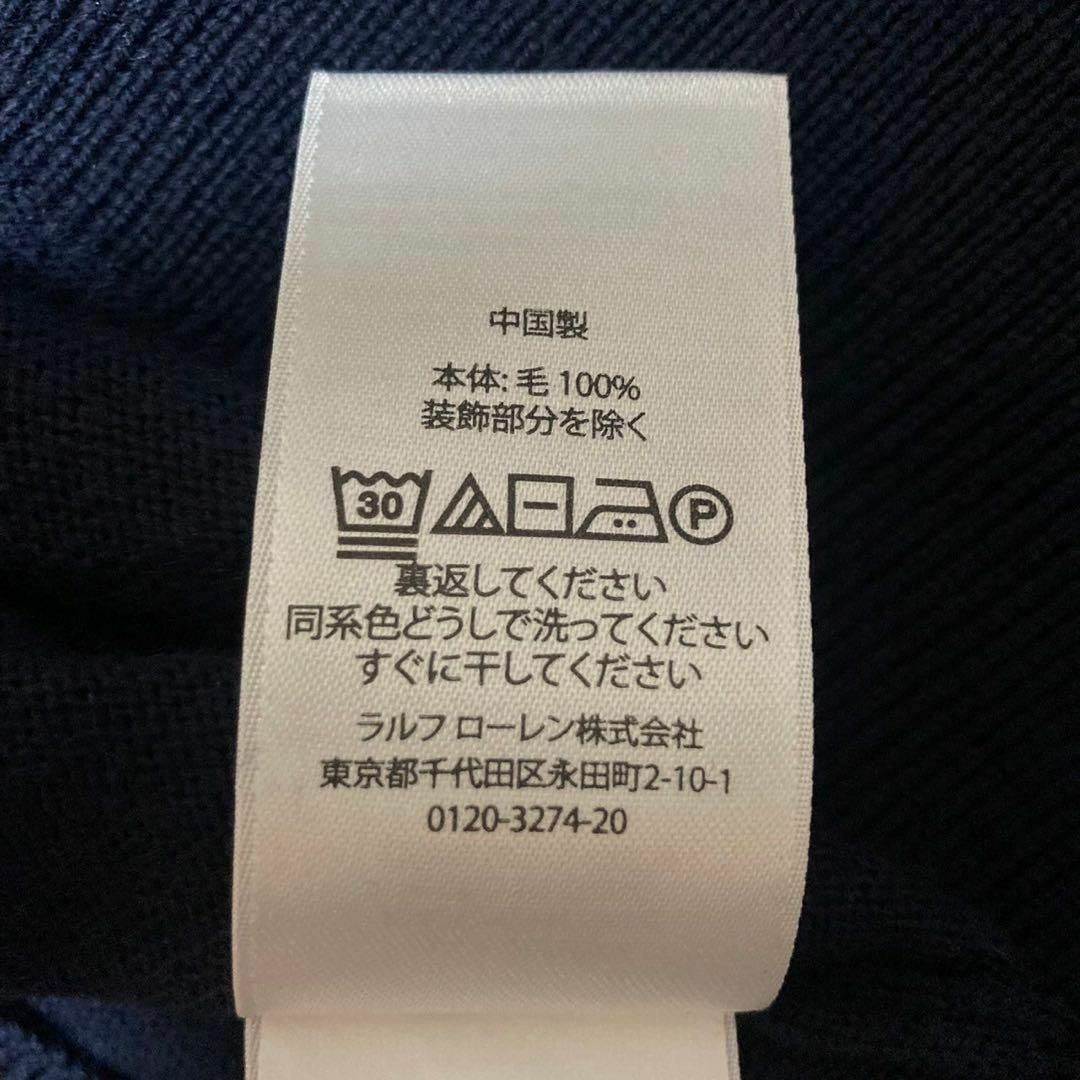 中国製
本体: 毛 100%
装飾部分を除く
30 P
裏返してください
同系色どうしで洗ってください
すぐに干してください
ラルフ ローレン株式会社
東京都千代田区永田町2-10-1
0120-3274-20